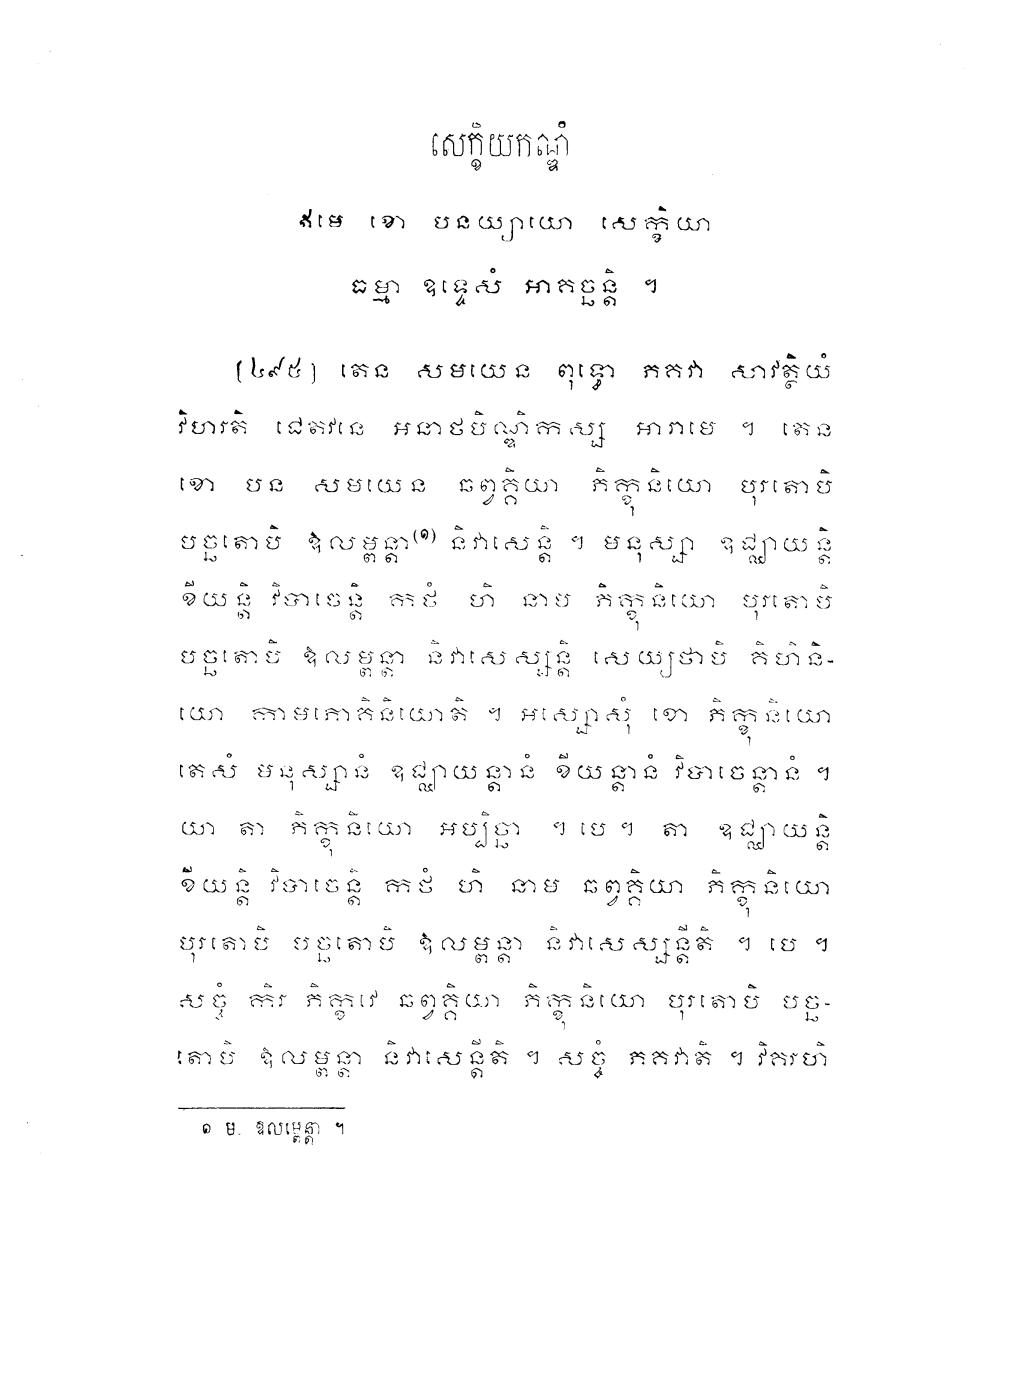 សេក្ខិយកណ្ឌំ
ឥមេ ខោ បនយ្យាយោ សេក្ខិយា
ធម្មា ឧទ្ទេសំ អាគច្ឆន្តិ ។
[៤៩៥] តេន សមយេន ពុទ្ធោ ភគវា សាវត្ថិយំ
វិហរតិ ជេតវនេ អនាថបិណ្ឌិកស្ស អារាមេ ។ តេន
ខោ បន សមយេន ឆព្វគ្គិយា ភិក្ខុនិយោ បុរតោបិ
បច្ឆតោបិ ឱលម្ពន្តា(១) និវាសេន្តិ ។ មនុស្សា ឧជ្ឈាយន្តិ
ខីយន្តិ វិបាចេន្តិ កថំ ហិ នាម ភិក្ខុនិយោ បុរតោបិ
បច្ឆតោបិ ឱលម្ពន្តា និវាសេស្សន្តិ សេយ្យថាបិ គិហិនិ-
យោ កាមភោគិនិយោតិ ។ អស្សោសុំ ខោ ភិក្ខុនិយោ
តេសំ មនុស្សានំ ឧជ្ឈាយន្តានំ ខីយន្តានំ វិបាចេន្តានំ ។
យា តា ភិក្ខុនិយោ អប្បិច្ឆា ។ បេ ។ តា ឧជ្ឈាយន្តិ
ខីយន្តិ វិបាចេន្តិ កថំ ហិ នាម ឆព្វគ្គិយា ភិក្ខុនិយោ
បុរតោបិ បច្ឆតោបិ ឱលម្ពន្តា និវាសេស្សន្តីតិ ។ បេ ។
សច្ចំ កិរ ភិក្ខវេ ឆព្វគ្គិយា ភិក្ខុនិយោ បុរតោបិ បច្ឆ-
តោបិ ឱលម្ពន្តា និវាសេន្តីតិ ។ សច្ចំ ភគវាតិ ។ វិគរហិ
១ ម. ឱលម្ពេន្តា ។